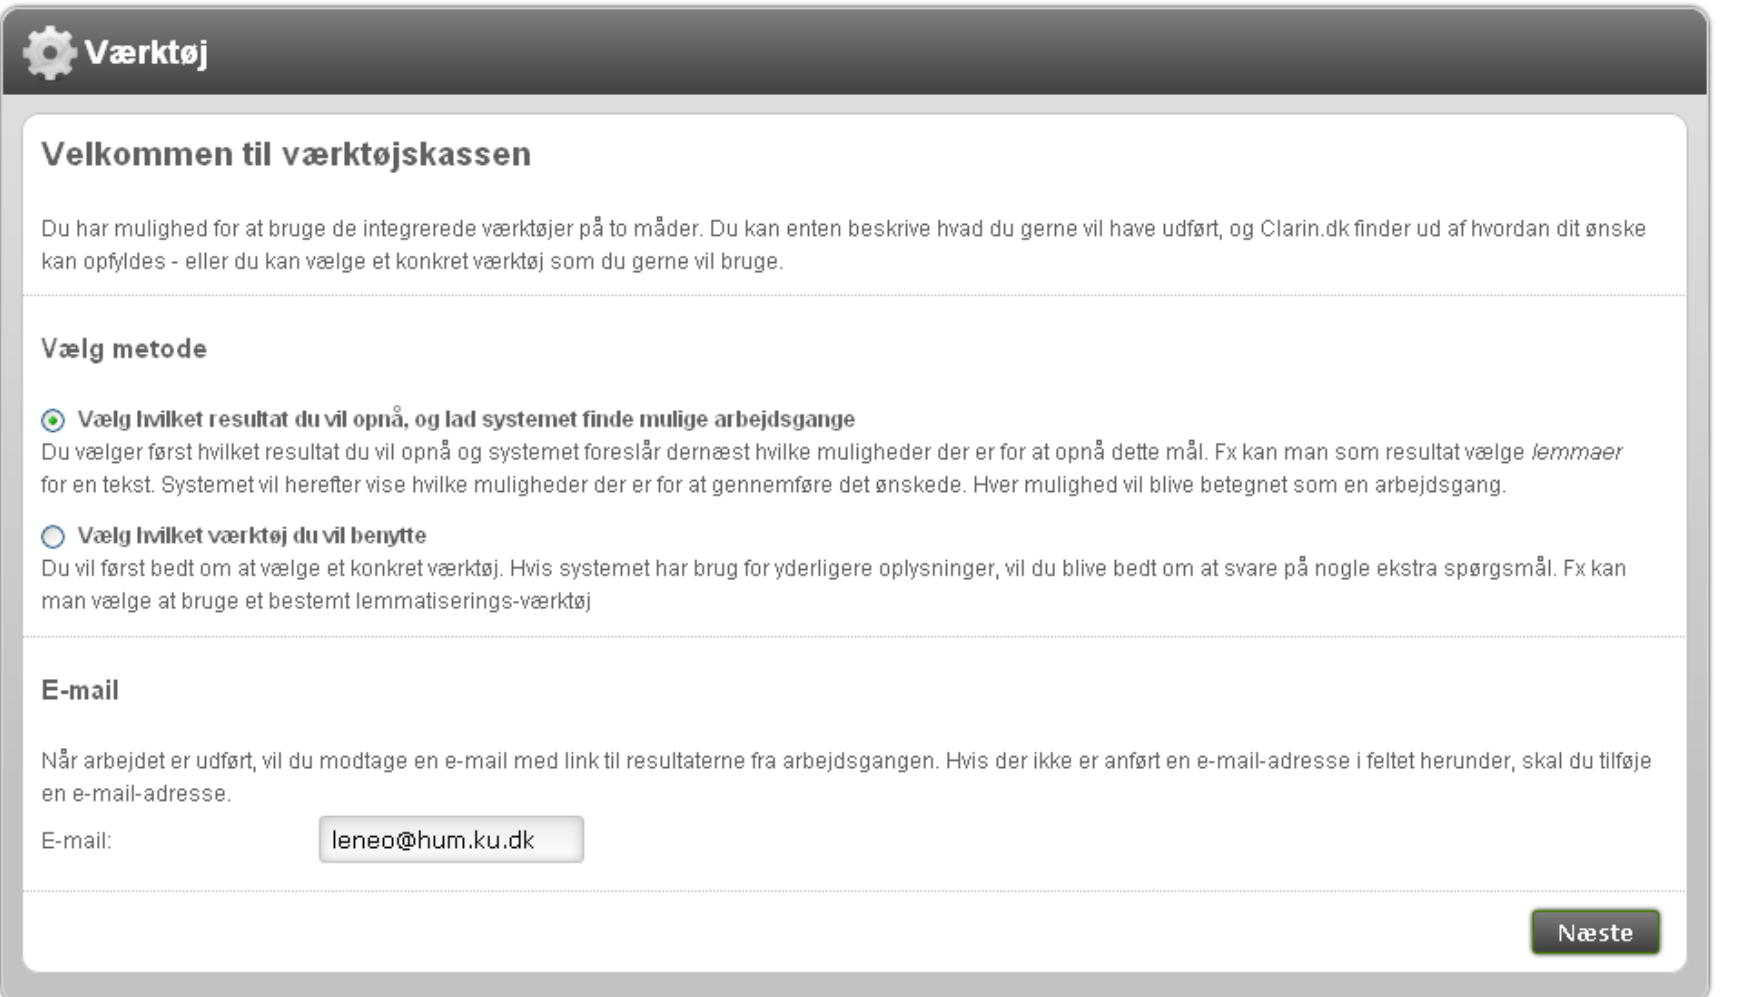 Værktøj
Velkommen til værktøjskassen
Du har mulighed for at bruge de integrerede værktøjer på to måder. Du kan enten beskrive hvad du gerne vil have udført, og Clarin.dk finder ud af hvordan dit ønske
kan opfyldes - eller du kan vælge et konkret værktøj som du gerne vil bruge.
Vælg metode
Vælg hvilket resultat du vil opnå, og lad systemet finde mulige arbejdsgange
Du vælger først hvilket resultat du vil opnå og systemet foreslår dernæst hvilke muligheder der er for at opnå dette mål. Fx kan man som resultat vælge lemmaer
for en tekst. Systemet vil herefter vise hvilke muligheder der er for at gennemføre det ønskede. Hver mulighed vil blive betegnet som en arbejdsgang.
Vælg hvilket værktøj du vil benytte
Du vil først bedt om at vælge et konkret værktøj. Hvis systemet har brug for yderligere oplysninger, vil du blive bedt om at svare på nogle ekstra spørgsmål. Fx kan
man vælge at bruge et bestemt lemmatiserings-værktøj
E-mail
Når arbejdet er udført, vil du modtage en e-mail med link til resultaterne fra arbejdsgangen. Hvis der ikke er anført en e-mail-adresse i feltet herunder, skal du tilføje
en e-mail-adresse.
E-mail: leneo@hum.ku.dk
Næste